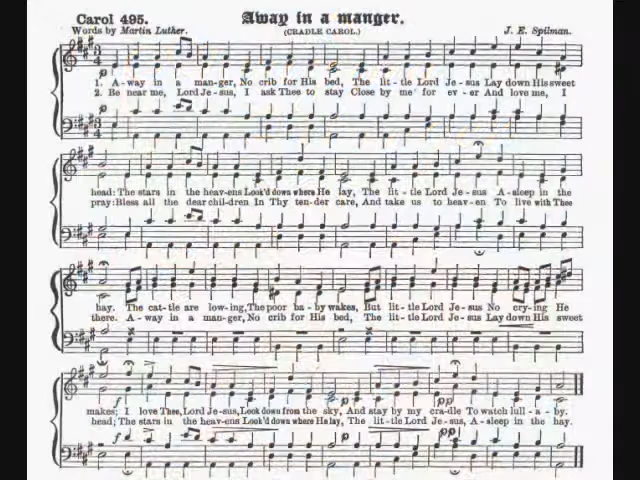 Carol 495.
Away in a manger.
Words by Martin Luther.
(CRADLE CAROL.)
J. E. Spilman.
p
1. A - way in a man-ger, No crib for His bed, The lit - tle Lord Je - sus Lay down His sweet
2. Be near me, Lord Je - sus, I ask Thee to stay Close by me for ev - er And love me, I
p
head: The stars in the heav-ens Look'd down where He lay, The lit - tle Lord Je - sus A-sleep in the
pray: Bless all the dear chil-dren In Thy ten-der care, And take us to heav-en To live with Thee
hay. The cat-tle are low-ing, The poor ba-by wakes, But lit-tle Lord Je-sus No cry-ing He
there. A-way in a man-ger, No crib for His bed, The lit-tle Lord Je-sus Lay down His sweet
f p pp
makes; I love Thee, Lord Je-sus, Look down from the sky, And stay by my cra-dle To watch lull - a - by.
head; The stars in the heav-ens Look'd down where He lay, The lit-tle Lord Je-sus A-sleep in the hay.
f p pp